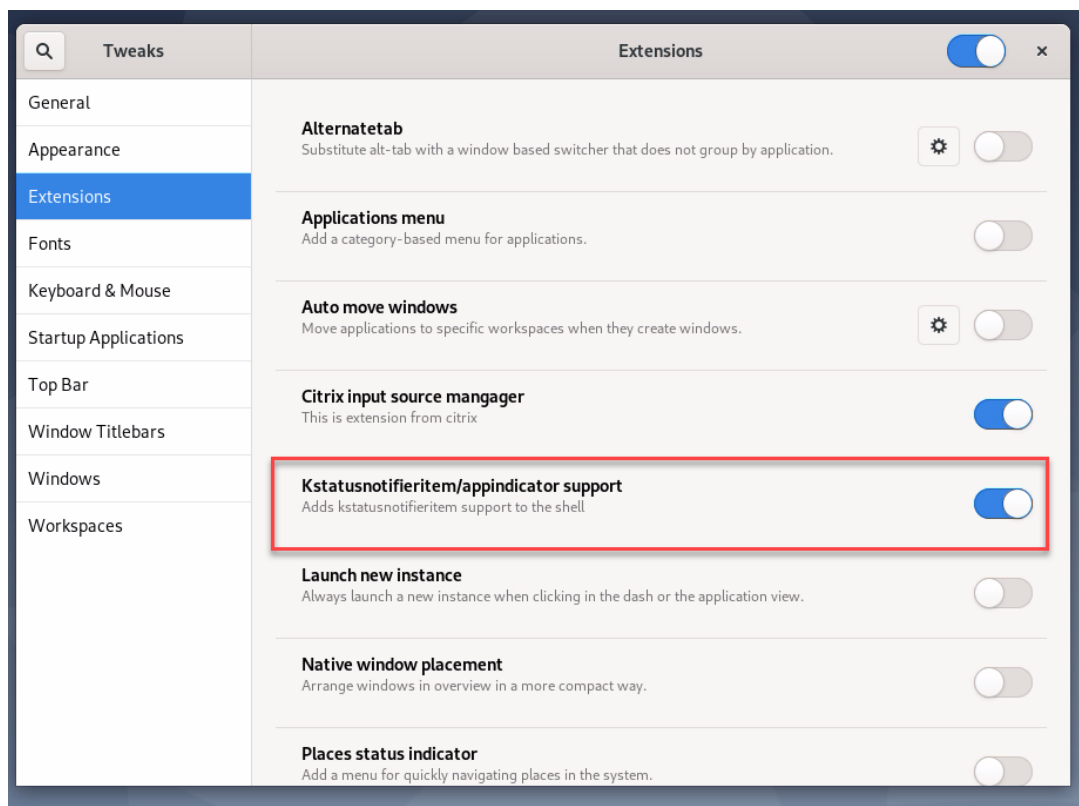 Tweaks
Extensions
General
Appearance
Extensions
Fonts
Keyboard & Mouse
Startup Applications
Top Bar
Window Titlebars
Windows
Workspaces
Alternatetab
Substitute alt-tab with a window based switcher that does not group by application.
Applications menu
Add a category-based menu for applications.
Auto move windows
Move applications to specific workspaces when they create windows.
Citrix input source mangager
This is extension from citrix
Kstatusnotifieritem/appindicator support
Adds kstatusnotifieritem support to the shell
Launch new instance
Always launch a new instance when clicking in the dash or the application view.
Native window placement
Arrange windows in overview in a more compact way.
Places status indicator
Add a menu for quickly navigating places in the system.